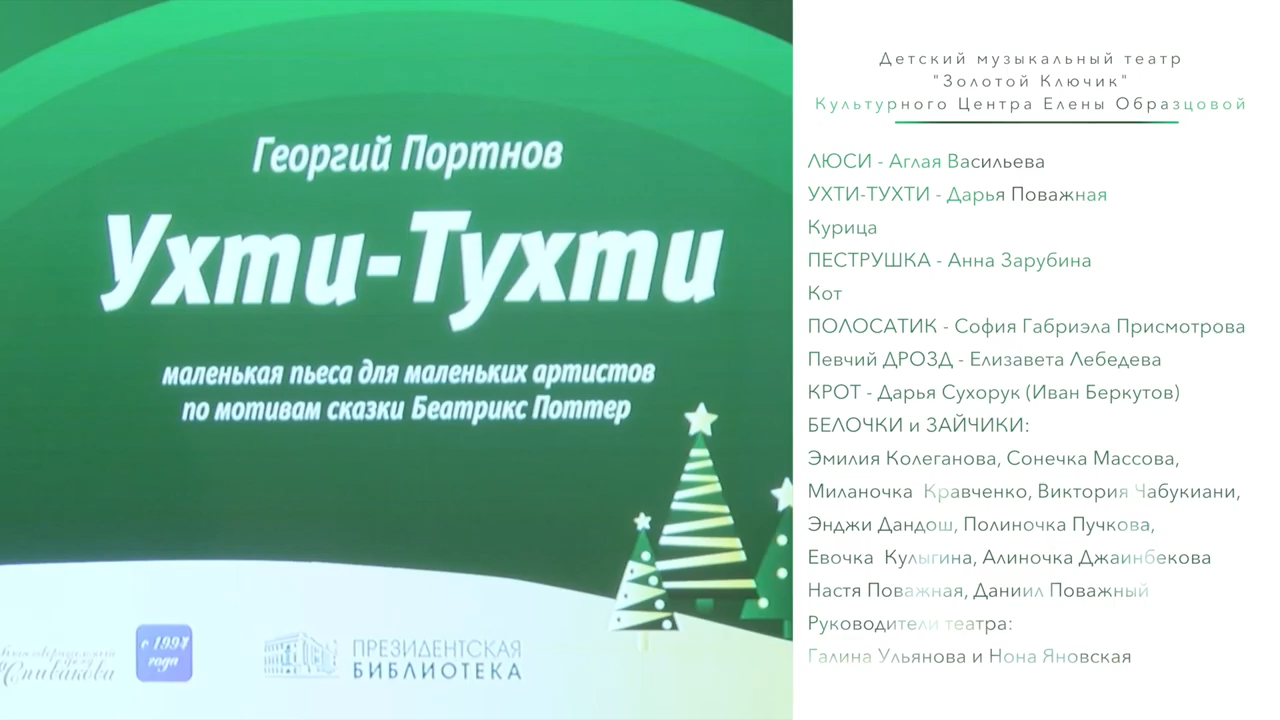 Георгий Портнов
Ухти-Тухти
маленькая пьеса для маленьких артистов
по мотивам сказки Беатрикс Поттер
Спивакова
с 1994
года
ПРЕЗИДЕНТСКАЯ
БИБЛИОТЕКА
Детский музыкальный театр
"Золотой Ключик"
Культурного Центра Елены Образцовой
ЛЮСИ - Аглая Васильева
УХТИ-ТУХТИ - Дарья Поважная
Курица
ПЕСТРУШКА - Анна Зарубина
Кот
ПОЛОСАТИК - София Габриэла Присмотрова
Певчий ДРОЗД - Елизавета Лебедева
КРОТ - Дарья Сухорук (Иван Беркутов)
БЕЛОЧКИ и ЗАЙЧИКИ:
Эмилия Колеганова, Сонечка Массова,
Миланочка Кравченко, Виктория Чабукиани,
Энджи Дандош, Полиночка Пучкова,
Евочка Кулыгина, Алиночка Джаинбекова
Настя Поважная, Даниил Поважный
Руководители театра:
Галина Ульянова и Нона Яновская